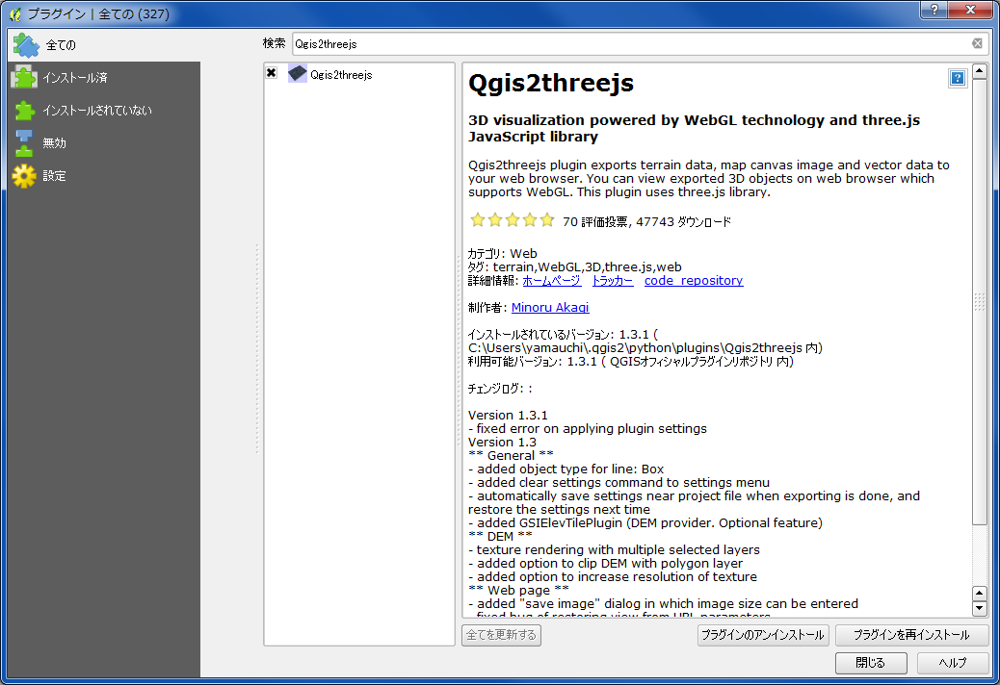 プラグイン | 全ての (327)
全ての
インストール済
インストールされていない
無効
設定
検索 Qgis2threejs
Qgis2threejs
Qgis2threejs
3D visualization powered by WebGL technology and three.js
JavaScript library
Qgis2threejs plugin exports terrain data, map canvas image and vector data to
your web browser. You can view exported 3D objects on web browser which
supports WebGL. This plugin uses three.js library.
70 評価投票, 47743 ダウンロード
カテゴリ: Web
タグ: terrain,WebGL,3D,three.js,web
詳細情報: ホームページ トラッカー code_repository
制作者: Minoru Akagi
インストールされているバージョン: 1.3.1 (
C:\Users\yamauchi\.qgis2\python\plugins\Qgis2threejs 内)
利用可能バージョン: 1.3.1 ( QGISオフィシャルプラグインリポジトリ 内)
チェンジログ: :
Version 1.3.1
- fixed error on applying plugin settings
Version 1.3
** General **
- added object type for line: Box
- added clear settings command to settings menu
- automatically save settings near project file when exporting is done, and
restore the settings next time
- added GSIElevTilePlugin (DEM provider. Optional feature)
** DEM **
- texture rendering with multiple selected layers
- added option to clip DEM with polygon layer
- added option to increase resolution of texture
** Web page **
- added "save image" dialog in which image size can be entered
- fixed bug of restoring view from URL parameters
全てを更新する
プラグインのアンインストール
プラグインを再インストール
閉じる
ヘルプ